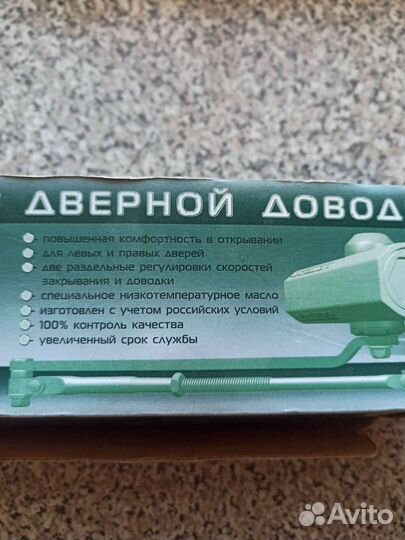 ДВЕРНОЙ ДОВОД
- повышенная комфортность в открывании
- для левых и правых дверей
- две раздельные регулировки скоростей
закрывания и доводки
- специальное низкотемпературное масло
- изготовлен с учетом российских условий
- 100% контроль качества
- увеличенный срок службы
Avito